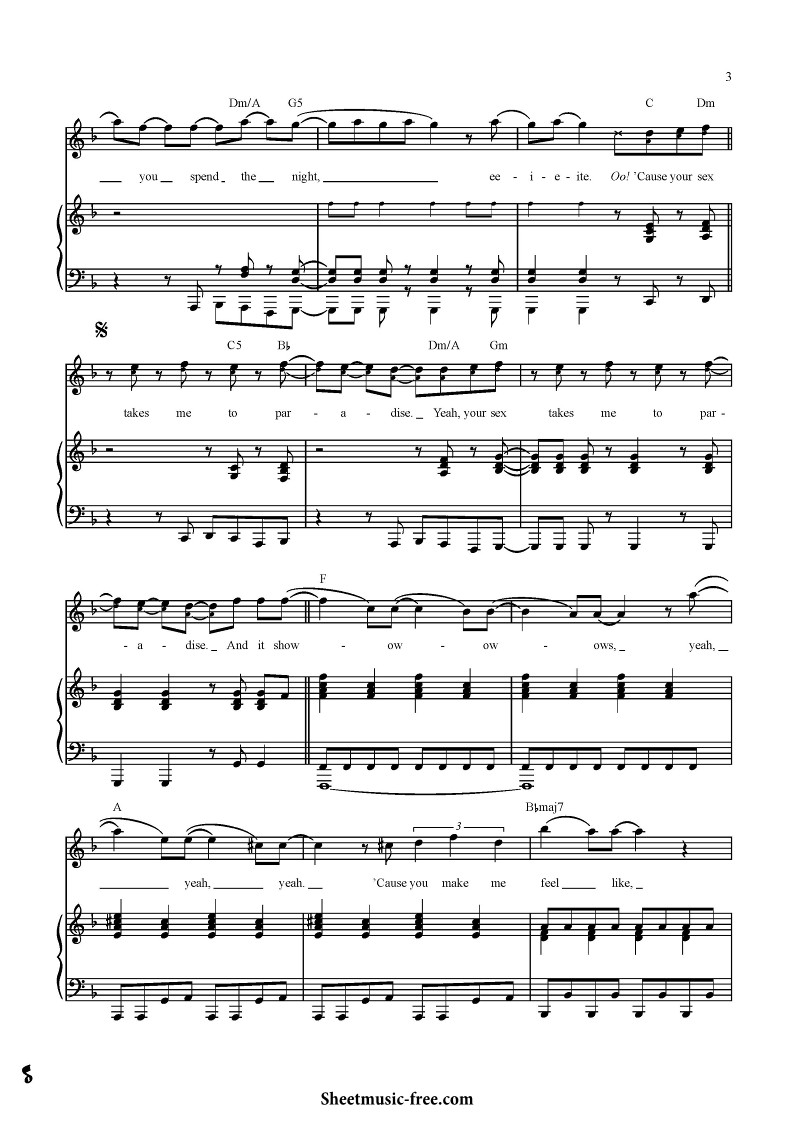 3
Dm/A G5 C Dm
you spend the night, ee - i - e - ite. Oo! 'Cause your sex
C5 B♭ Dm/A Gm
takes me to par - a - dise. Yeah, your sex takes me to par -
F
- a - dise. And it show - ow - ow - ows, yeah,
A B♭maj7
3
yeah, yeah. 'Cause you make me feel like,
8
Sheetmusic-free.com